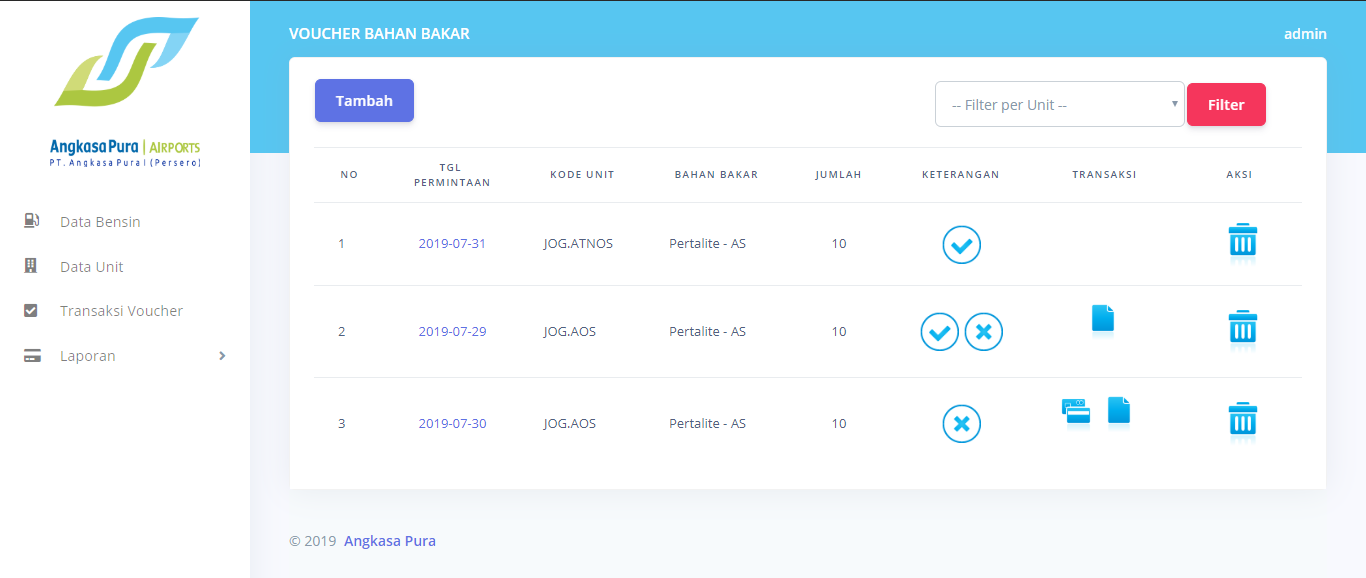 AngkasaPura | AIRPORTS
PT. Angkasa Pura I (Persero)
Data Bensin
Data Unit
Transaksi Voucher
Laporan
VOUCHER BAHAN BAKAR
admin
Tambah
-- Filter per Unit --
Filter
NO
TGL
PERMINTAAN
KODE UNIT
BAHAN BAKAR
JUMLAH
KETERANGAN
TRANSAKSI
AKSI
1 2019-07-31 JOG.ATNOS Pertalite - AS 10
2 2019-07-29 JOG.AOS Pertalite - AS 10
3 2019-07-30 JOG.AOS Pertalite - AS 10
© 2019 Angkasa Pura